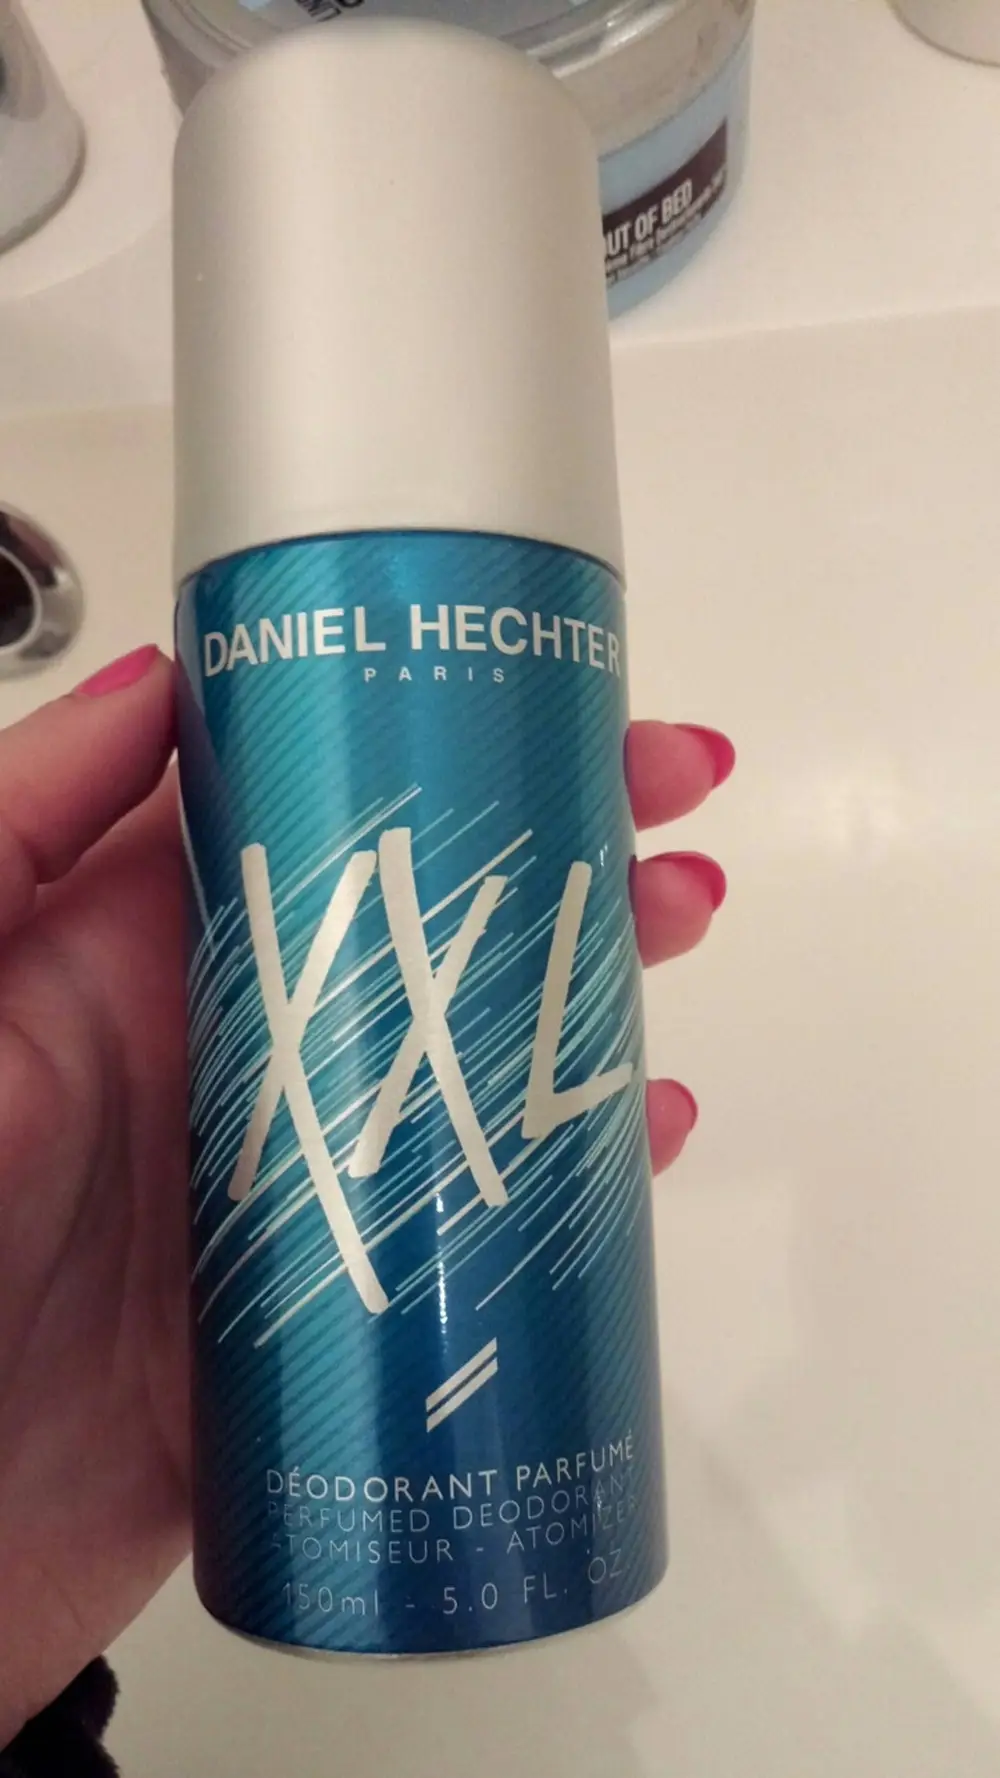 OUT OF BED
DANIEL HECHTER
PARIS
XXL
DÉODORANT PARFUMÉ
PERFUMED DEODORANT
ATOMISEUR - ATOMIZER
150ml - 5.0 FL. OZ.